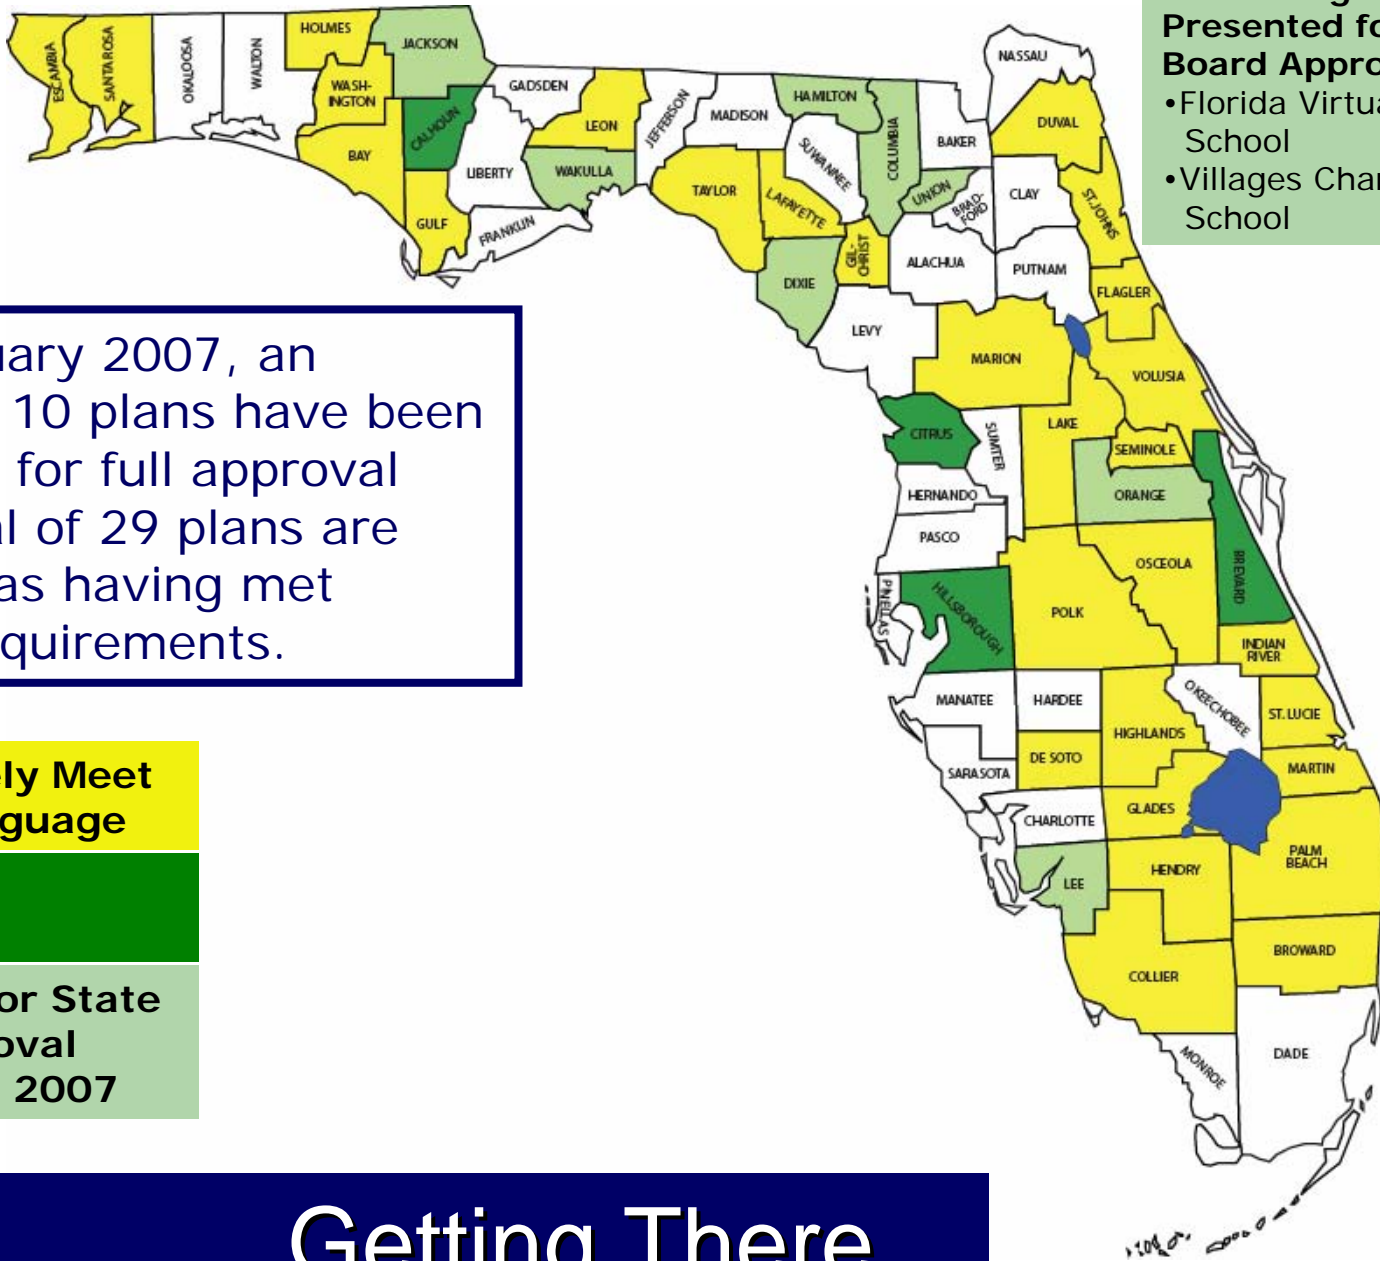 Presented fo
Board Appro
•Florida Virtua
School
•Villages Char
School
ESCAMBIA
SANTA ROSA
OKALOOSA
WALTON
HOLMES
WASH-
INGTON
BAY
JACKSON
CALHOUN
GULF
GADSDEN
LIBERTY
FRANKLIN
LEON
WAKULLA
JEFFERSON
MADISON
TAYLOR
HAMILTON
SUWANNEE
LAFAYETTE
DIXIE
COLUMBIA
GIL-
CHRIST
BAKER
UNION
BRAD-
FORD
ALACHUA
LEVY
NASSAU
DUVAL
CLAY
ST.JOHNS
PUTNAM
FLAGLER
MARION
VOLUSIA
CITRUS
SUMTER
LAKE
SEMINOLE
HERNANDO
ORANGE
PASCO
OSCEOLA
BREVARD
PINELLAS
HILLSBOROUGH
POLK
INDIAN
RIVER
MANATEE
HARDEE
HIGHLANDS
OKEECHOBEE
ST. LUCIE
SARASOTA
DE SOTO
MARTIN
CHARLOTTE
GLADES
LEE
HENDRY
PALM
BEACH
COLLIER
BROWARD
MONROE
DADE
uary 2007, an
10 plans have been
for full approval
al of 29 plans are
as having met
quirements.
ely Meet
guage
or State
oval
2007
Getting There